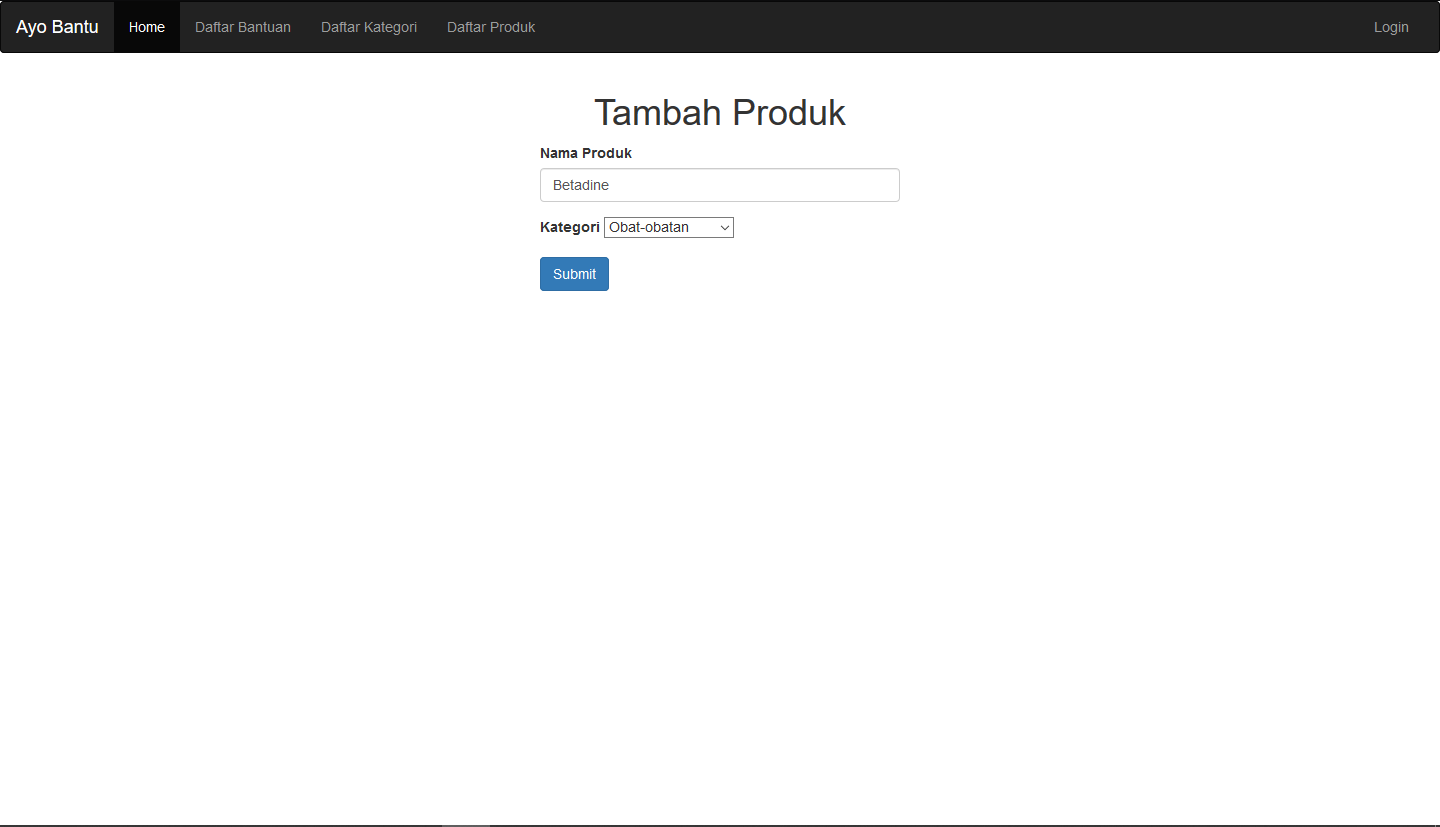 Ayo Bantu Home Daftar Bantuan Daftar Kategori Daftar Produk Login
Tambah Produk
Nama Produk
Betadine
Kategori Obat-obatan
Submit